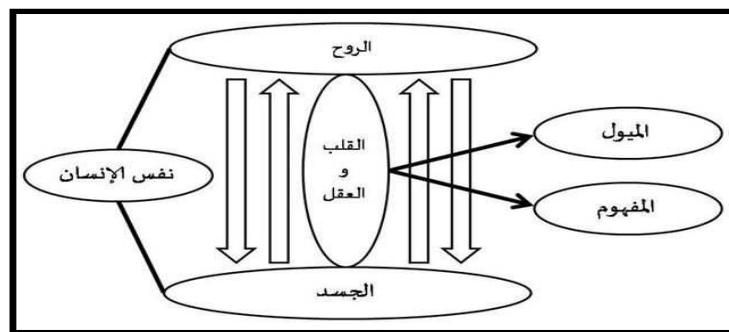 الروح
القلب
و
العقل
الميول
نفس الإنسان
المفهوم
الجسد